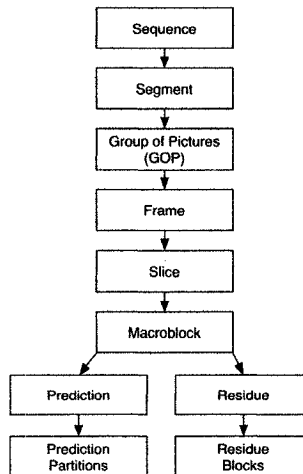 Sequence
Segment
Group of Pictures
(GOP)
Frame
Slice
Macroblock
Prediction
Residue
Prediction
Partitions
Residue
Blocks